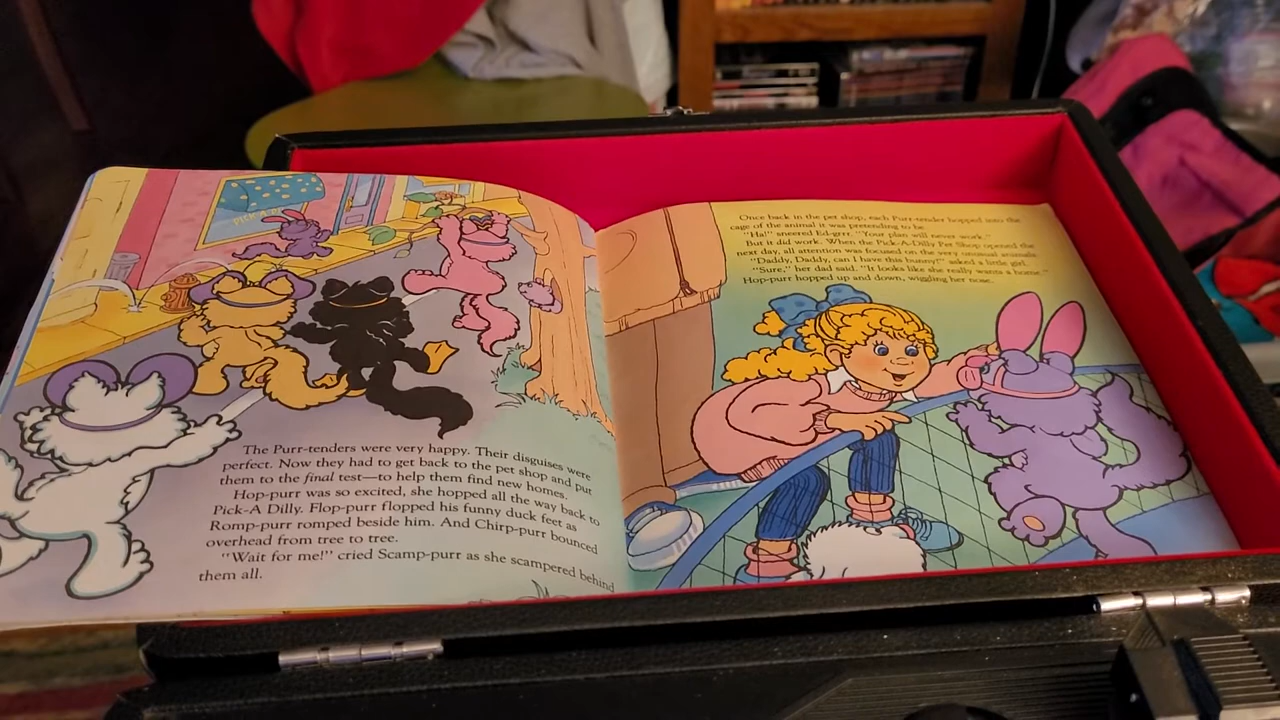 PICK-A-D
The Purr-tenders were very happy. Their disguises were
perfect. Now they had to get back to the pet shop and put
them to the final test—to help them find new homes.
Hop-purr was so excited, she hopped all the way back to
Pick-A Dilly. Flop-purr flopped his funny duck feet as
Romp-purr romped beside him. And Chirp-purr bounced
overhead from tree to tree.
"Wait for me!" cried Scamp-purr as she scampered behind
them all.
Once back in the pet shop, each Purr-tender hopped into the
cage of the animal it was pretending to be.
"Ha!" sneered Ed-grrr. "Your plan will never work."
But it did work. When the Pick-A-Dilly Pet Shop opened the
next day, all attention was focused on the very unusual animals.
"Daddy, Daddy, can I have this bunny?" asked a little girl.
"Sure," her dad said. "It looks like she really wants a home."
Hop-purr hopped up and down, wiggling her nose.